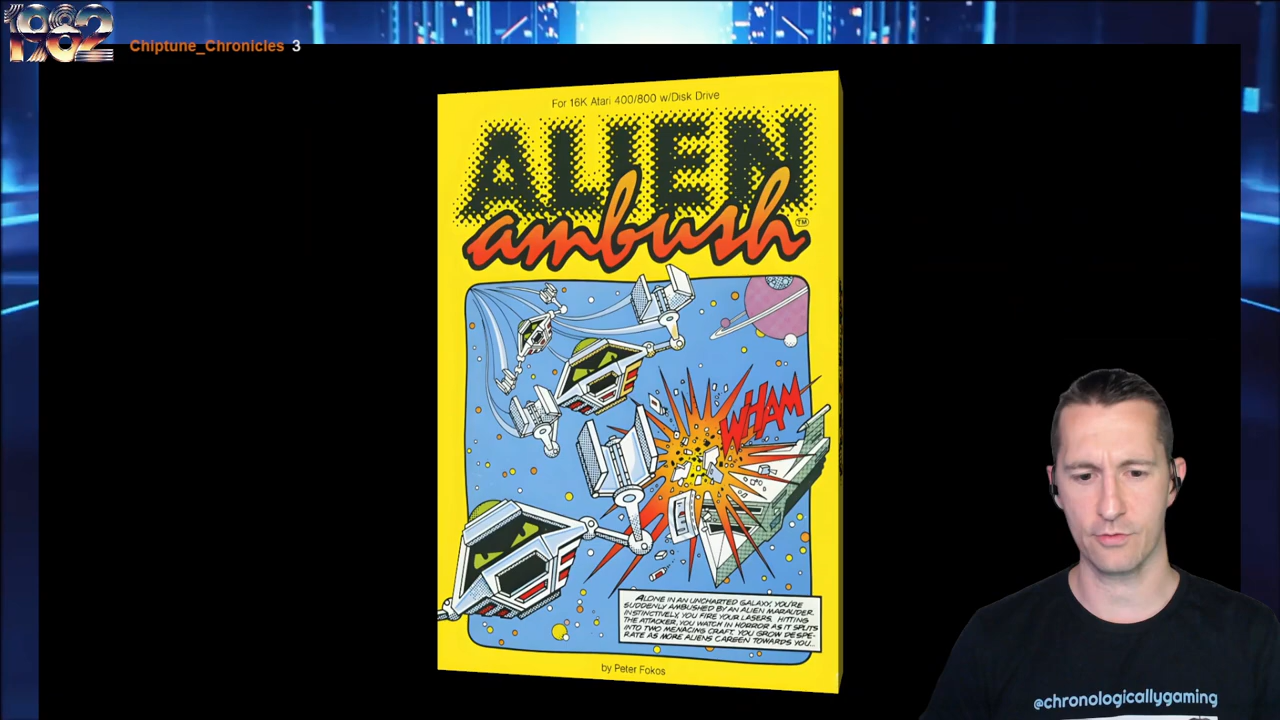 1982
Chiptune_Chronicles 3
For 16K Atari 400/800 w/Disk Drive
ALIEN
ambush
TM
WHAM
ALONE IN AN UNCHARTED GALAXY, YOU'RE
SUDDENLY AMBUSHED BY AN ALIEN MARAUDER.
INSTINCTIVELY, YOU FIRE YOUR LASERS. HITTING
THE ATTACKER, YOU WATCH IN HORROR AS IT SPLITS
INTO TWO MENACING CRAFT. YOU GROW DESPE-
RATE AS MORE ALIENS CAREEN TOWARDS YOU...
by Peter Fokos
@chronologicallygaming